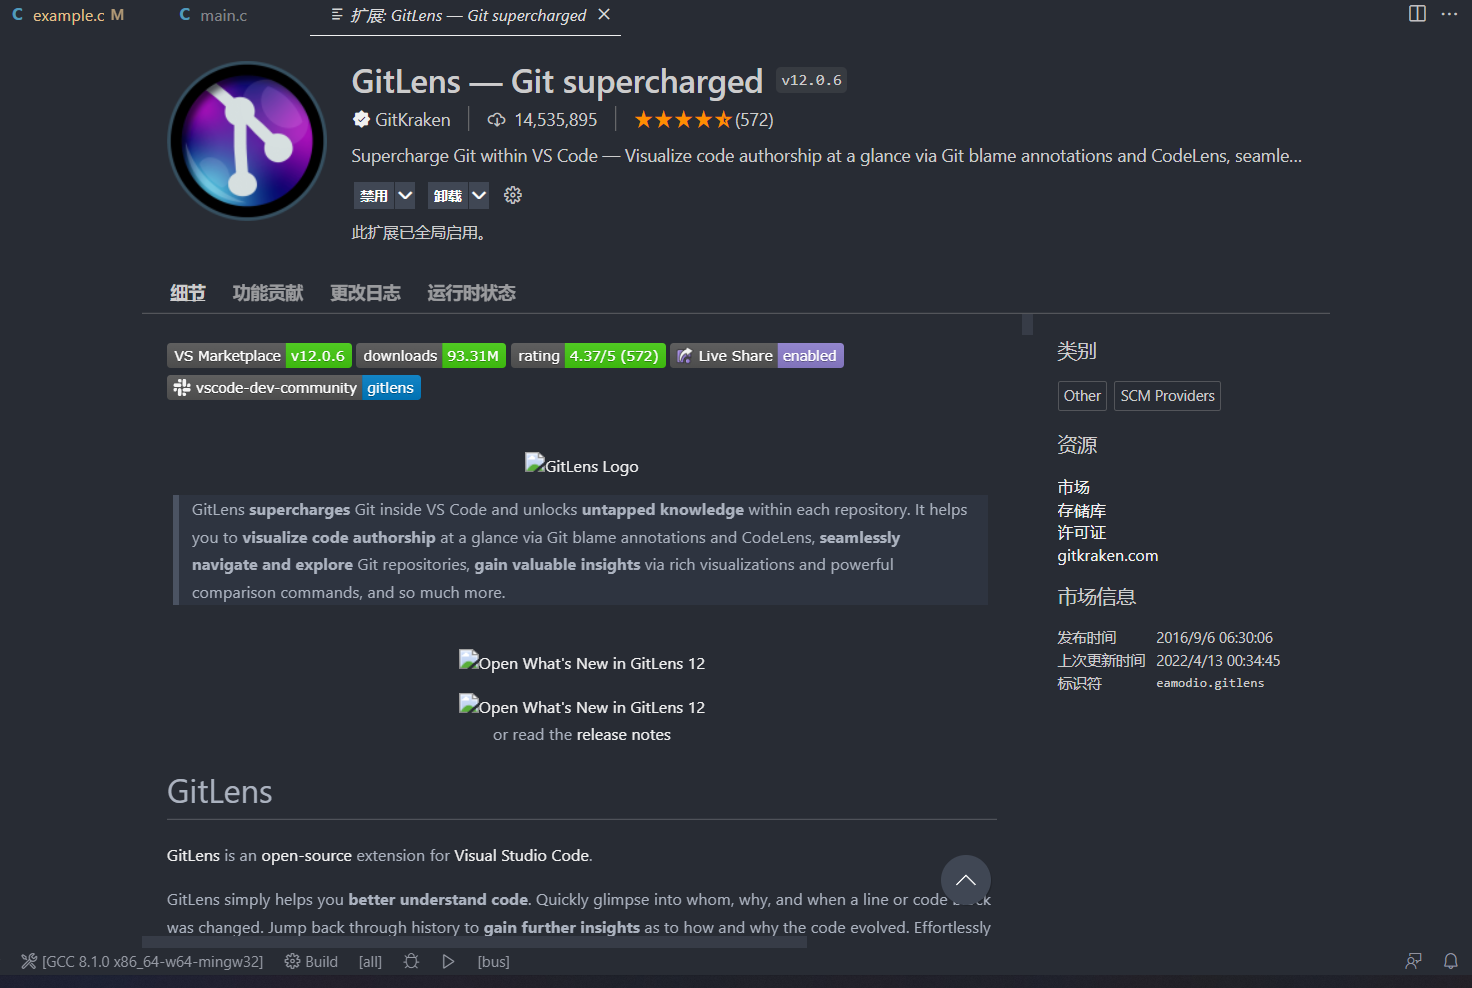 C example.c M
C main.c
扩展: GitLens — Git supercharged
GitLens — Git supercharged v12.0.6
GitKraken 14,535,895 (572)
Supercharge Git within VS Code — Visualize code authorship at a glance via Git blame annotations and CodeLens, seamle...
禁用 卸载
此扩展已全局启用。
细节 功能贡献 更改日志 运行时状态
VS Marketplace v12.0.6 downloads 93.31M rating 4.37/5 (572) Live Share enabled
vscode-dev-community gitlens
GitLens Logo
GitLens supercharges Git inside VS Code and unlocks untapped knowledge within each repository. It helps
you to visualize code authorship at a glance via Git blame annotations and CodeLens, seamlessly
navigate and explore Git repositories, gain valuable insights via rich visualizations and powerful
comparison commands, and so much more.
Open What's New in GitLens 12
Open What's New in GitLens 12
or read the release notes
GitLens
GitLens is an open-source extension for Visual Studio Code.
GitLens simply helps you better understand code. Quickly glimpse into whom, why, and when a line or code block
was changed. Jump back through history to gain further insights as to how and why the code evolved. Effortlessly
类别
Other SCM Providers
资源
市场
存储库
许可证
gitkraken.com
市场信息
发布时间 2016/9/6 06:30:06
上次更新时间 2022/4/13 00:34:45
标识符 eamodio.gitlens
[GCC 8.1.0 x86_64-w64-mingw32] Build [all] [bus]